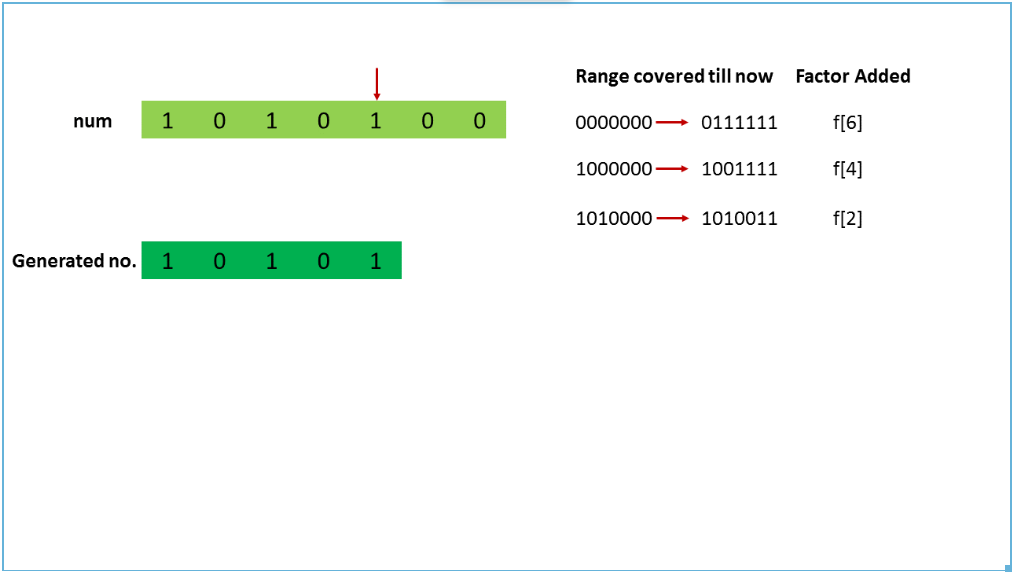 Range covered till now Factor Added
num 1 0 1 0 1 0 0
0000000 0111111 f[6]
1000000 1001111 f[4]
1010000 1010011 f[2]
Generated no. 1 0 1 0 1